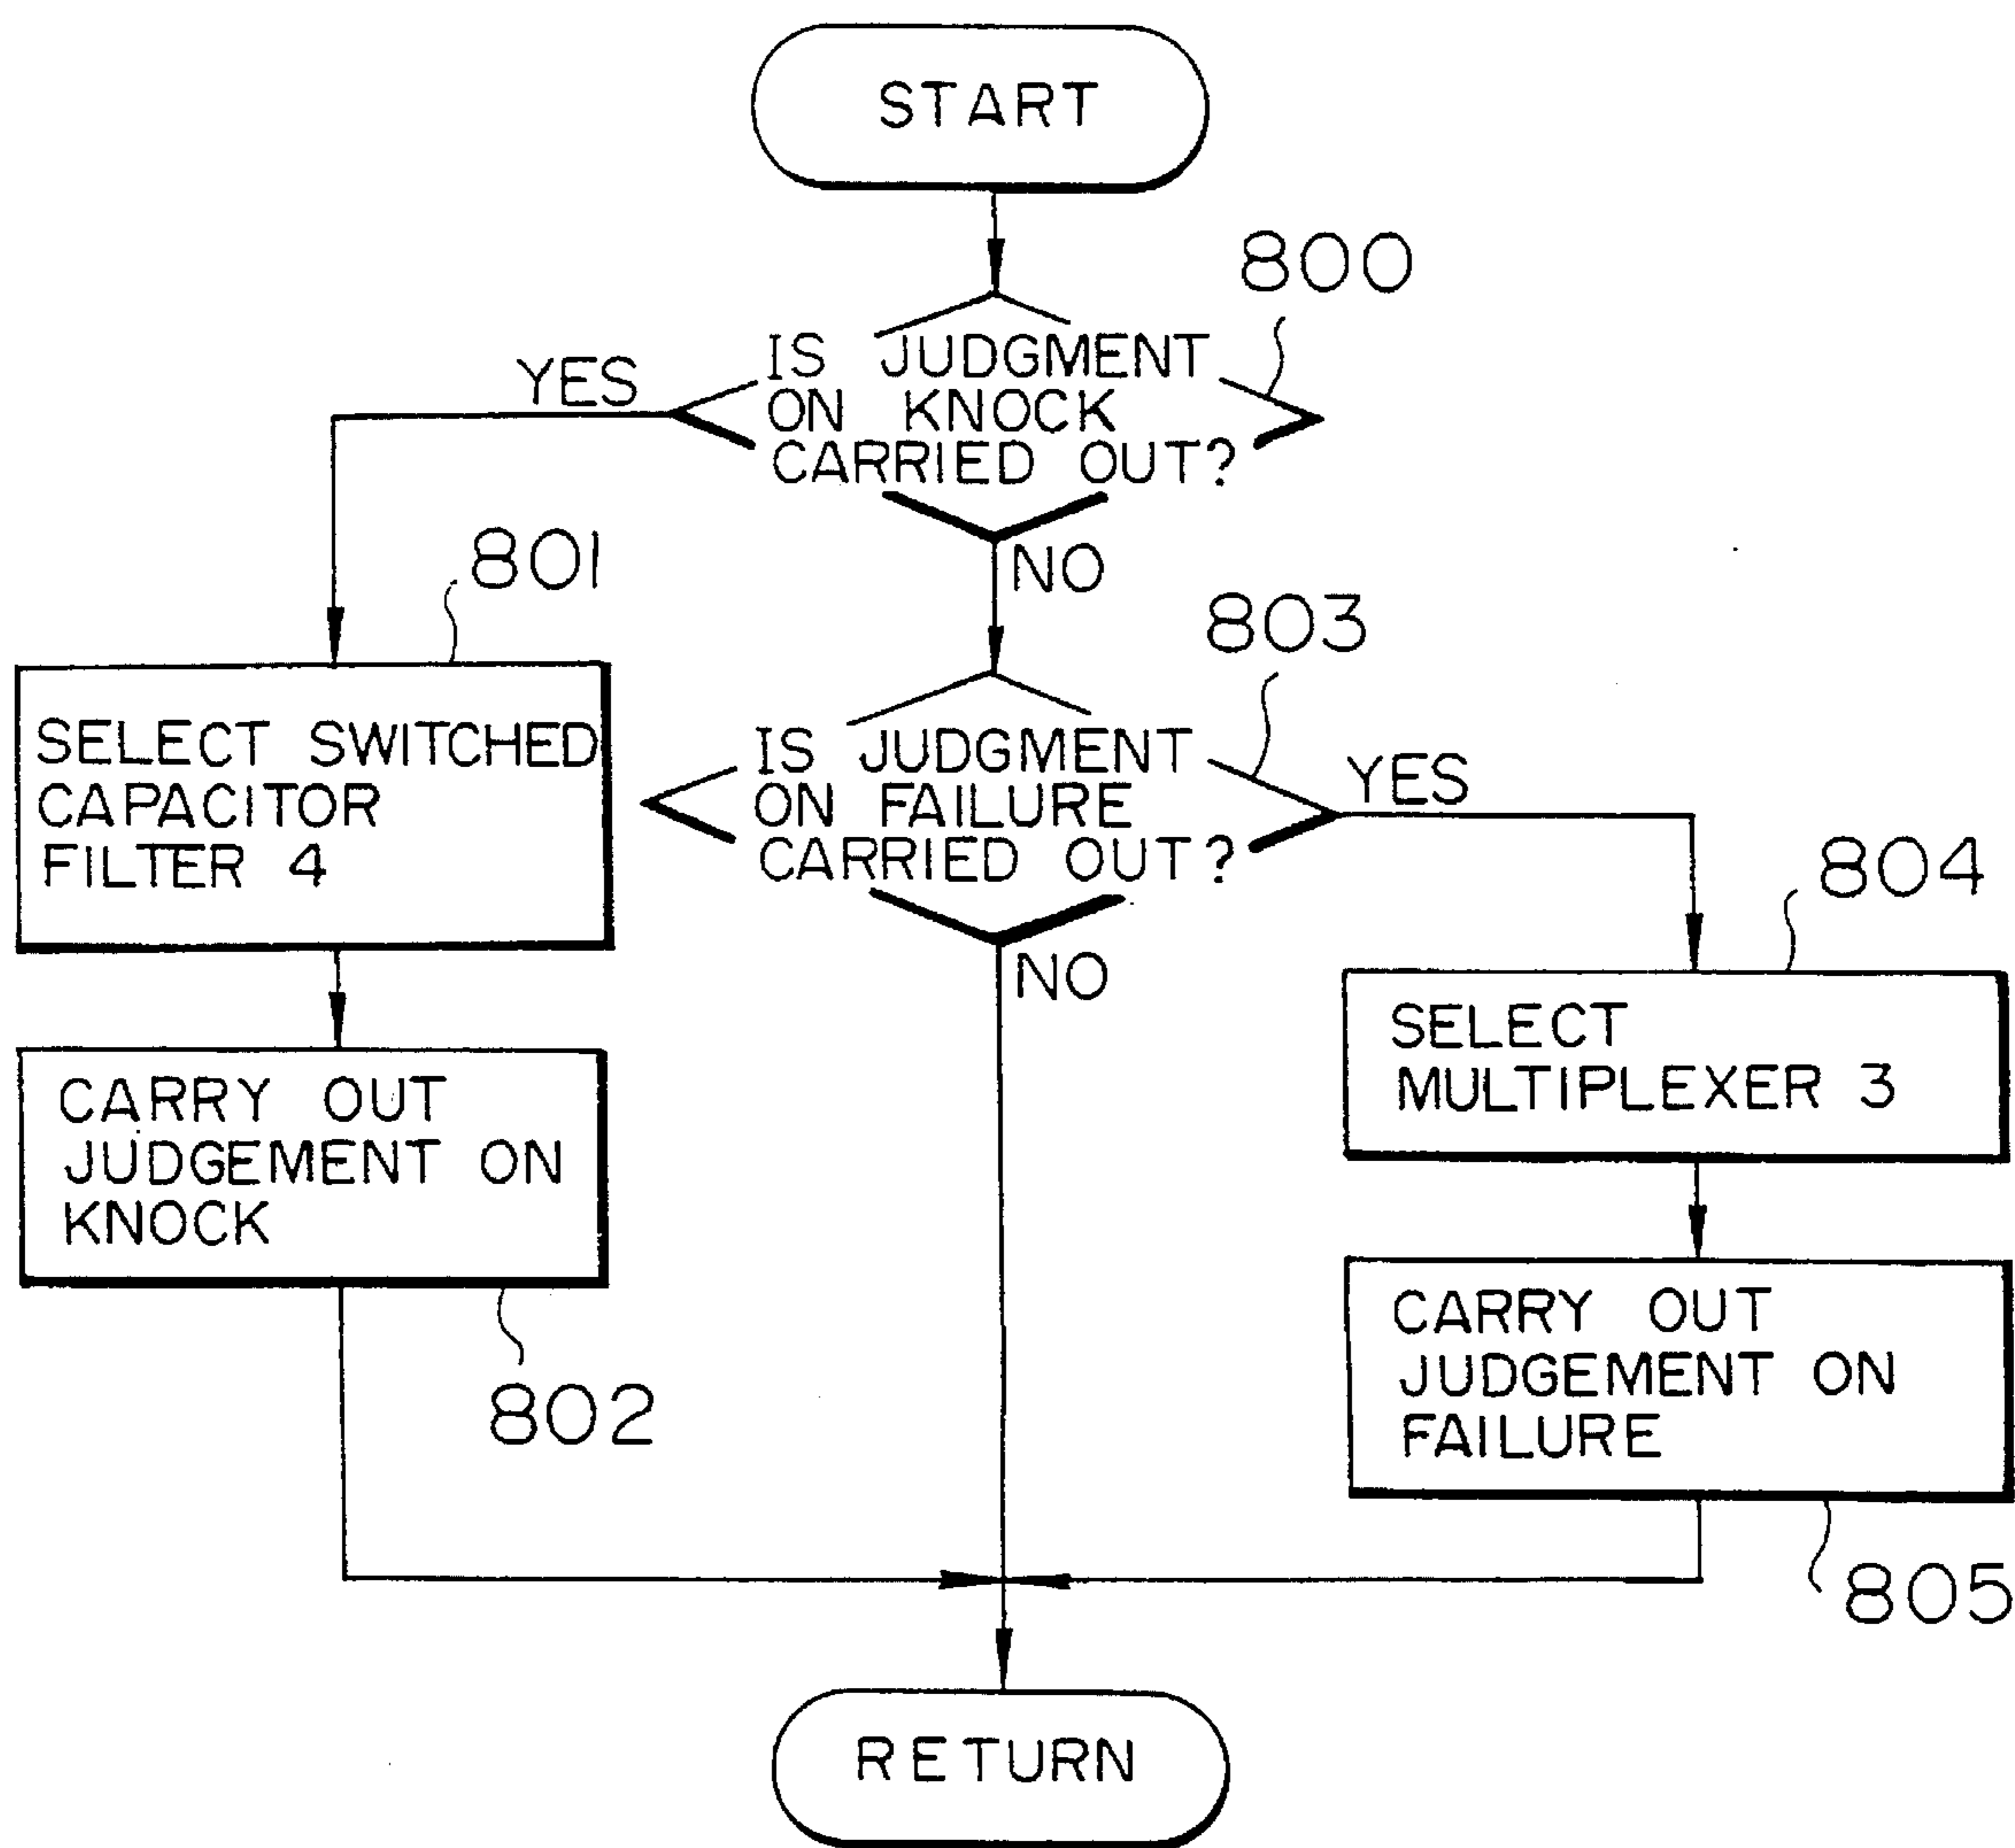 START
800
IS JUDGMENT
ON KNOCK
CARRIED OUT?
YES
NO
801
SELECT SWITCHED
CAPACITOR
FILTER 4
CARRY OUT
JUDGEMENT ON
KNOCK
802
803
IS JUDGMENT
ON FAILURE
CARRIED OUT?
YES
NO
804
SELECT
MULTIPLEXER 3
CARRY OUT
JUDGEMENT ON
FAILURE
805
RETURN